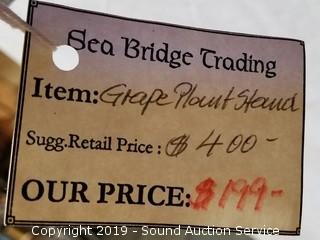 Sea Bridge Trading
Item: Grape Plant Stand
Sugg.Retail Price: $ 400-
OUR PRICE: $199-
Copyright 2019 - Sound Auction Service